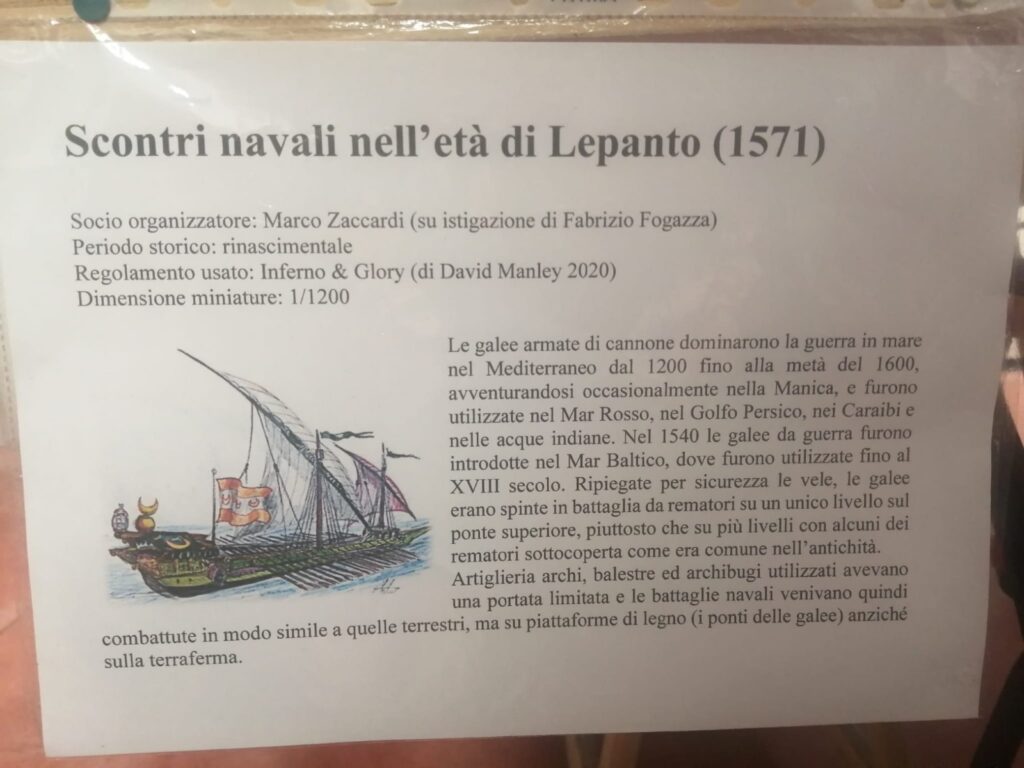 Scontri navali nell'età di Lepanto (1571)
Socio organizzatore: Marco Zaccardi (su istigazione di Fabrizio Fogazza)
Periodo storico: rinascimentale
Regolamento usato: Inferno & Glory (di David Manley 2020)
Dimensione miniature: 1/1200
Le galee armate di cannone dominarono la guerra in mare
nel Mediterraneo dal 1200 fino alla metà del 1600,
avventurandosi occasionalmente nella Manica, e furono
utilizzate nel Mar Rosso, nel Golfo Persico, nei Caraibi e
nelle acque indiane. Nel 1540 le galee da guerra furono
introdotte nel Mar Baltico, dove furono utilizzate fino al
XVIII secolo. Ripiegate per sicurezza le vele, le galee
erano spinte in battaglia da rematori su un unico livello sul
ponte superiore, piuttosto che su più livelli con alcuni dei
rematori sottocoperta come era comune nell'antichità.
Artiglieria archi, balestre ed archibugi utilizzati avevano
una portata limitata e le battaglie navali venivano quindi
combattute in modo simile a quelle terrestri, ma su piattaforme di legno (i ponti delle galee) anziché
sulla terraferma.